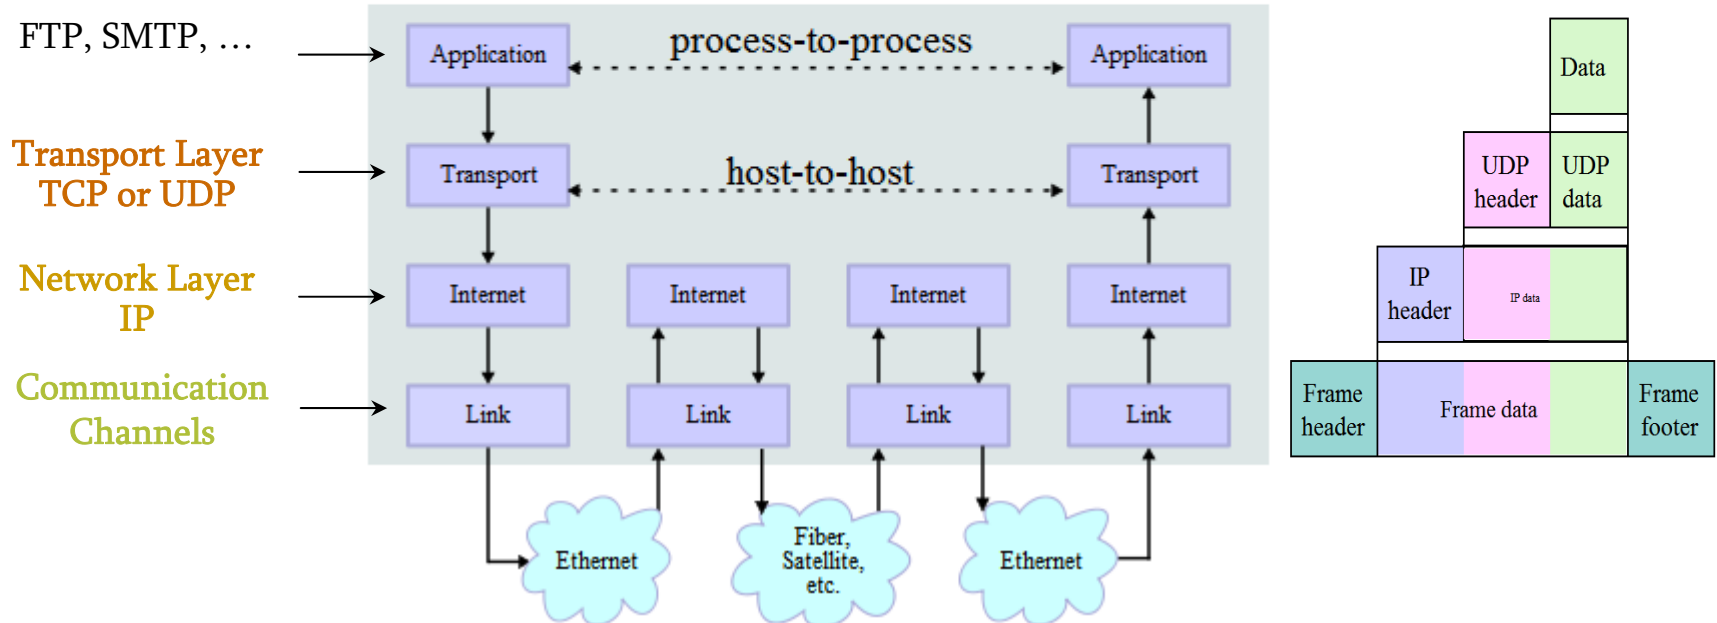 FTP, SMTP, …
Transport Layer
TCP or UDP
Network Layer
IP
Communication
Channels
Application
process-to-process
Application
Transport
host-to-host
Transport
Internet
Internet
Internet
Internet
Link
Link
Link
Link
Ethernet
Fiber,
Satellite,
etc.
Ethernet
Data
UDP
header
UDP
data
IP
header
IP data
Frame
header
Frame data
Frame
footer